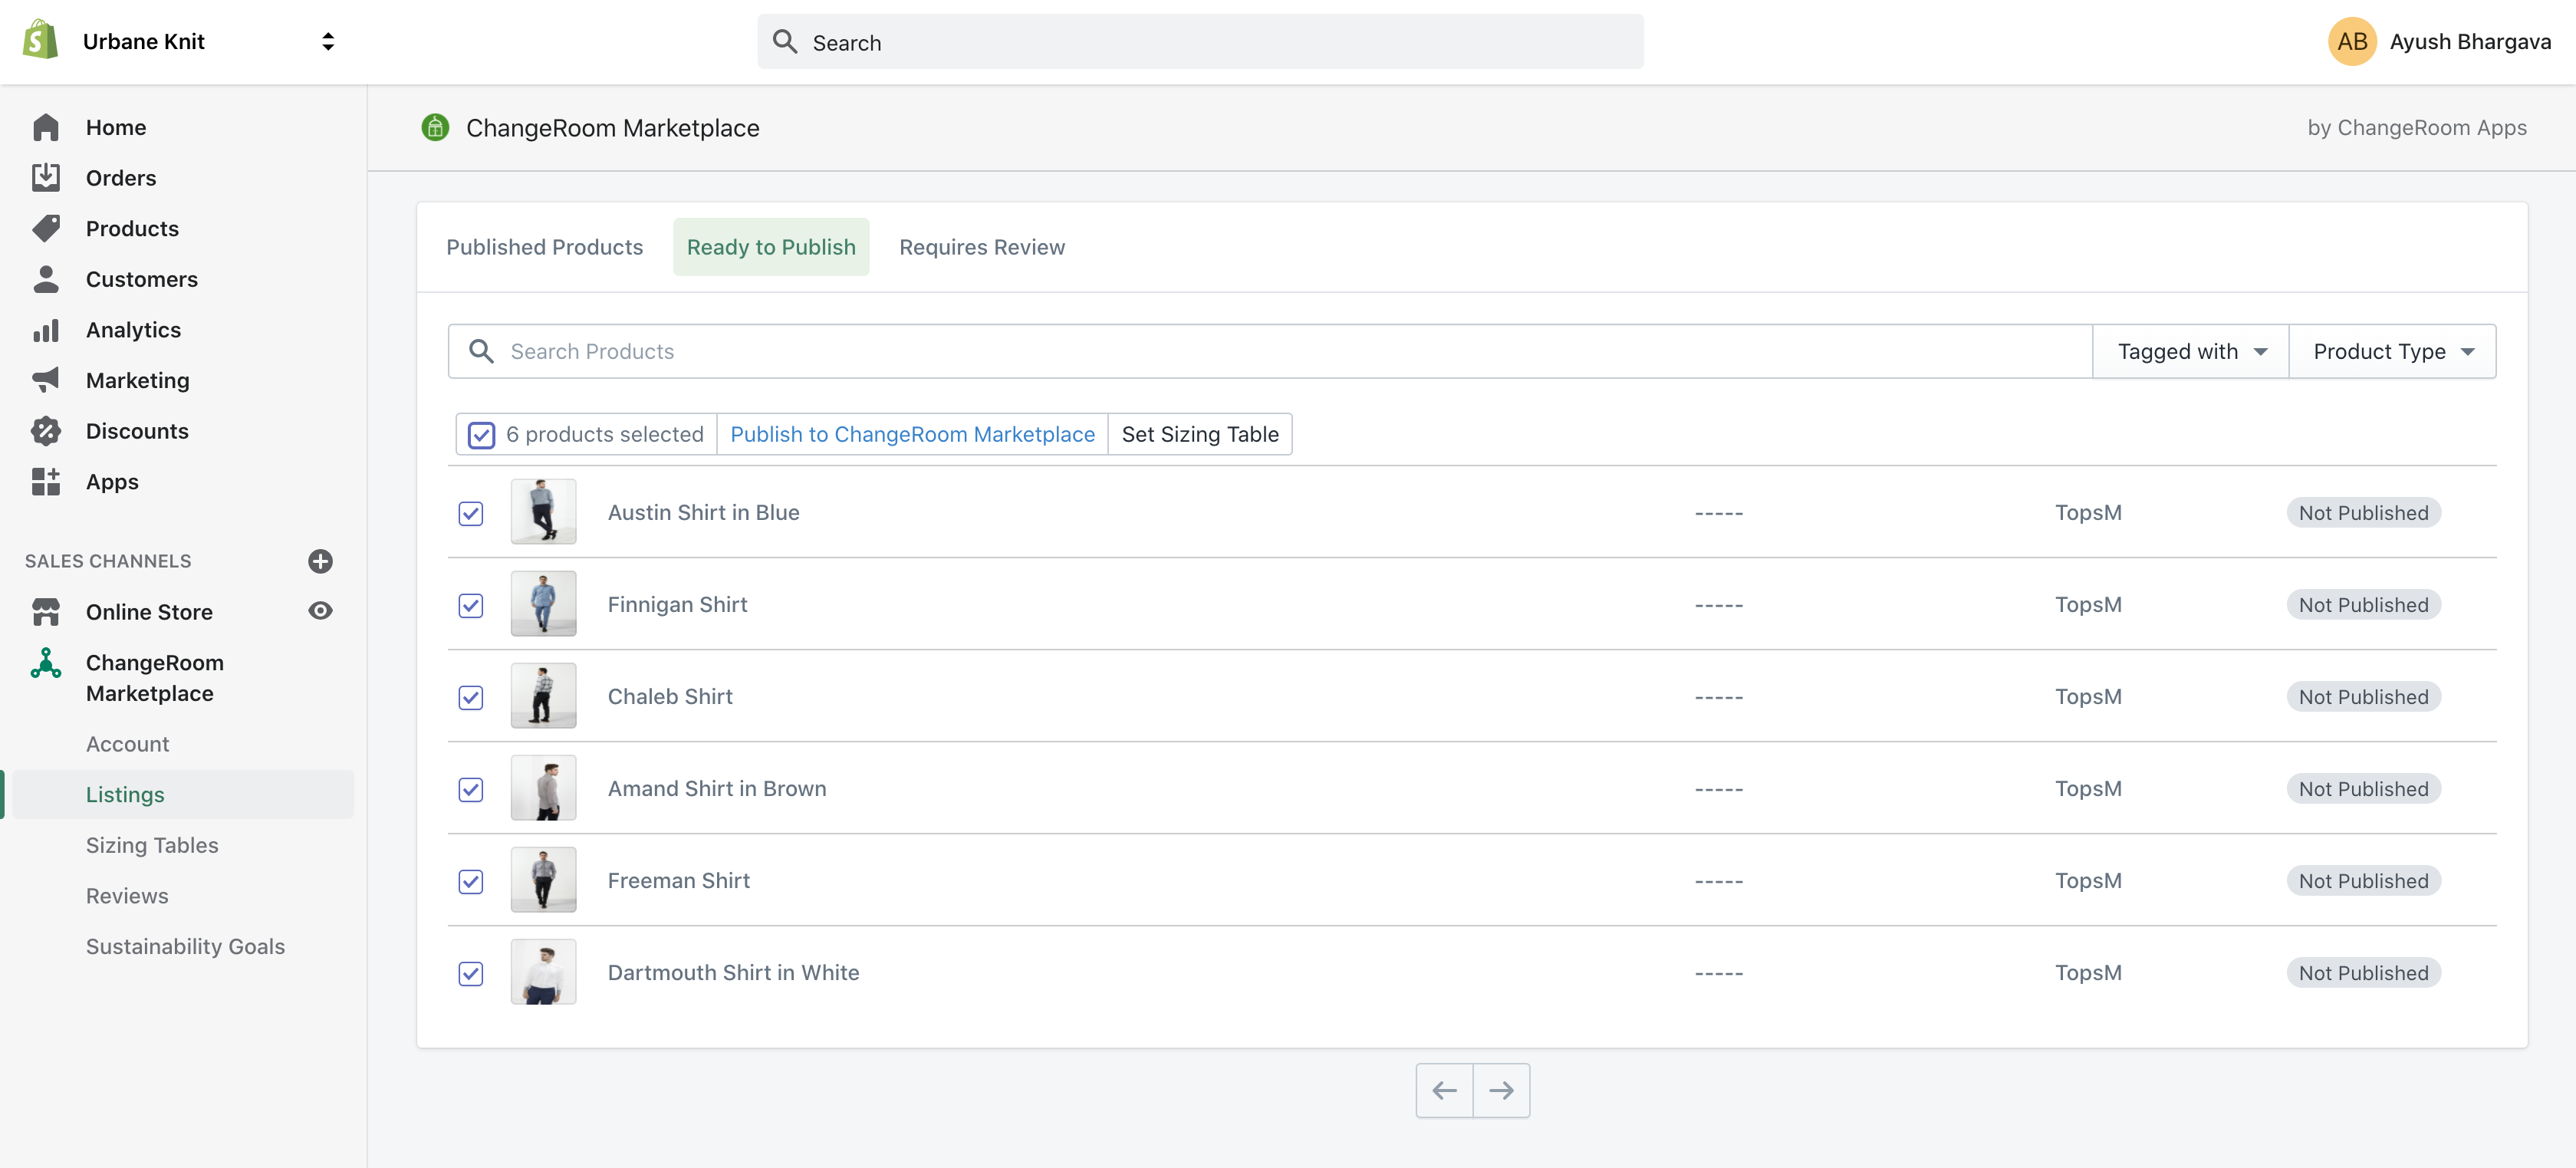 Urbane Knit
Search
AB Ayush Bhargava
Home
Orders
Products
Customers
Analytics
Marketing
Discounts
Apps
SALES CHANNELS
Online Store
ChangeRoom
Marketplace
Account
Listings
Sizing Tables
Reviews
Sustainability Goals
ChangeRoom Marketplace
by ChangeRoom Apps
Published Products Ready to Publish Requires Review
Search Products Tagged with Product Type
6 products selected Publish to ChangeRoom Marketplace Set Sizing Table
Austin Shirt in Blue ----- TopsM Not Published
Finnigan Shirt ----- TopsM Not Published
Chaleb Shirt ----- TopsM Not Published
Amand Shirt in Brown ----- TopsM Not Published
Freeman Shirt ----- TopsM Not Published
Dartmouth Shirt in White ----- TopsM Not Published